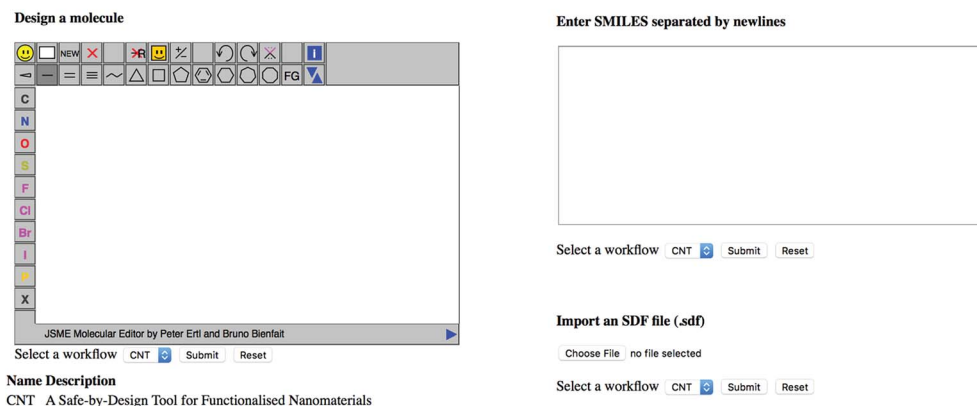 Design a molecule
NEW R +/- I
FG
C
N
O
S
F
Cl
Br
I
X
JSME Molecular Editor by Peter Ertl and Bruno Bienfait
Select a workflow CNT Submit Reset
Name Description
CNT A Safe-by-Design Tool for Functionalised Nanomaterials
Enter SMILES separated by newlines
Select a workflow CNT Submit Reset
Import an SDF file (.sdf)
Choose File no file selected
Select a workflow CNT Submit Reset